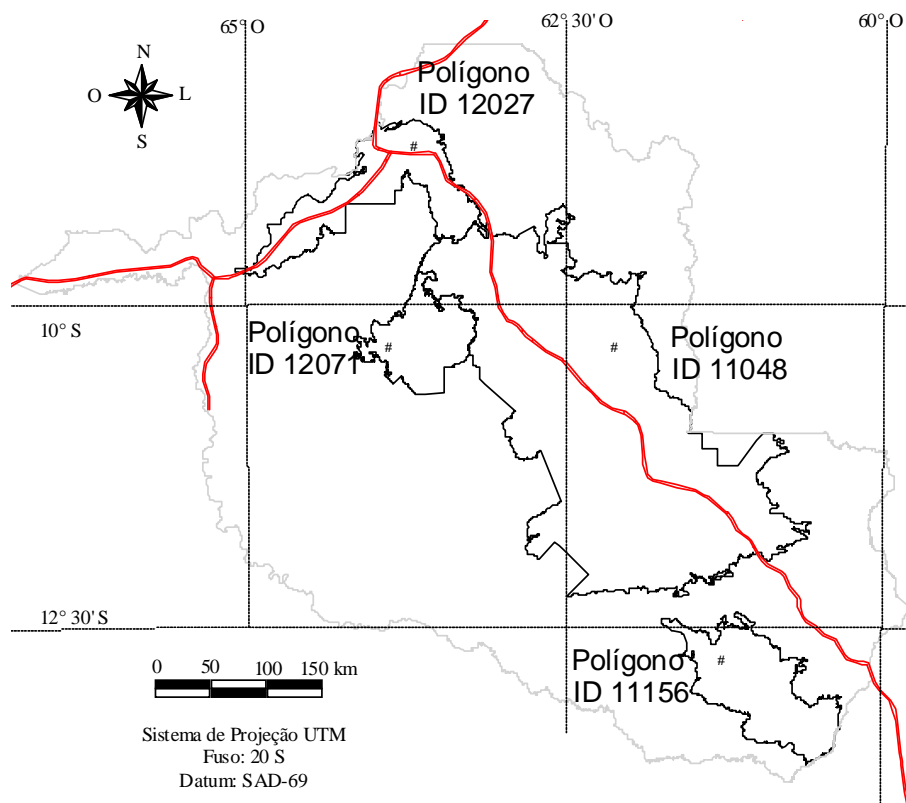 65° O
62° 30' O
60° O
N
O
L
S
Polígono
ID 12027
#
10° S
Polígono
ID 12071
#
#
Polígono
ID 11048
12° 30' S
0 50 100 150 km
Polígono
ID 11156
#
Sistema de Projeção UTM
Fuso: 20 S
Datum: SAD-69